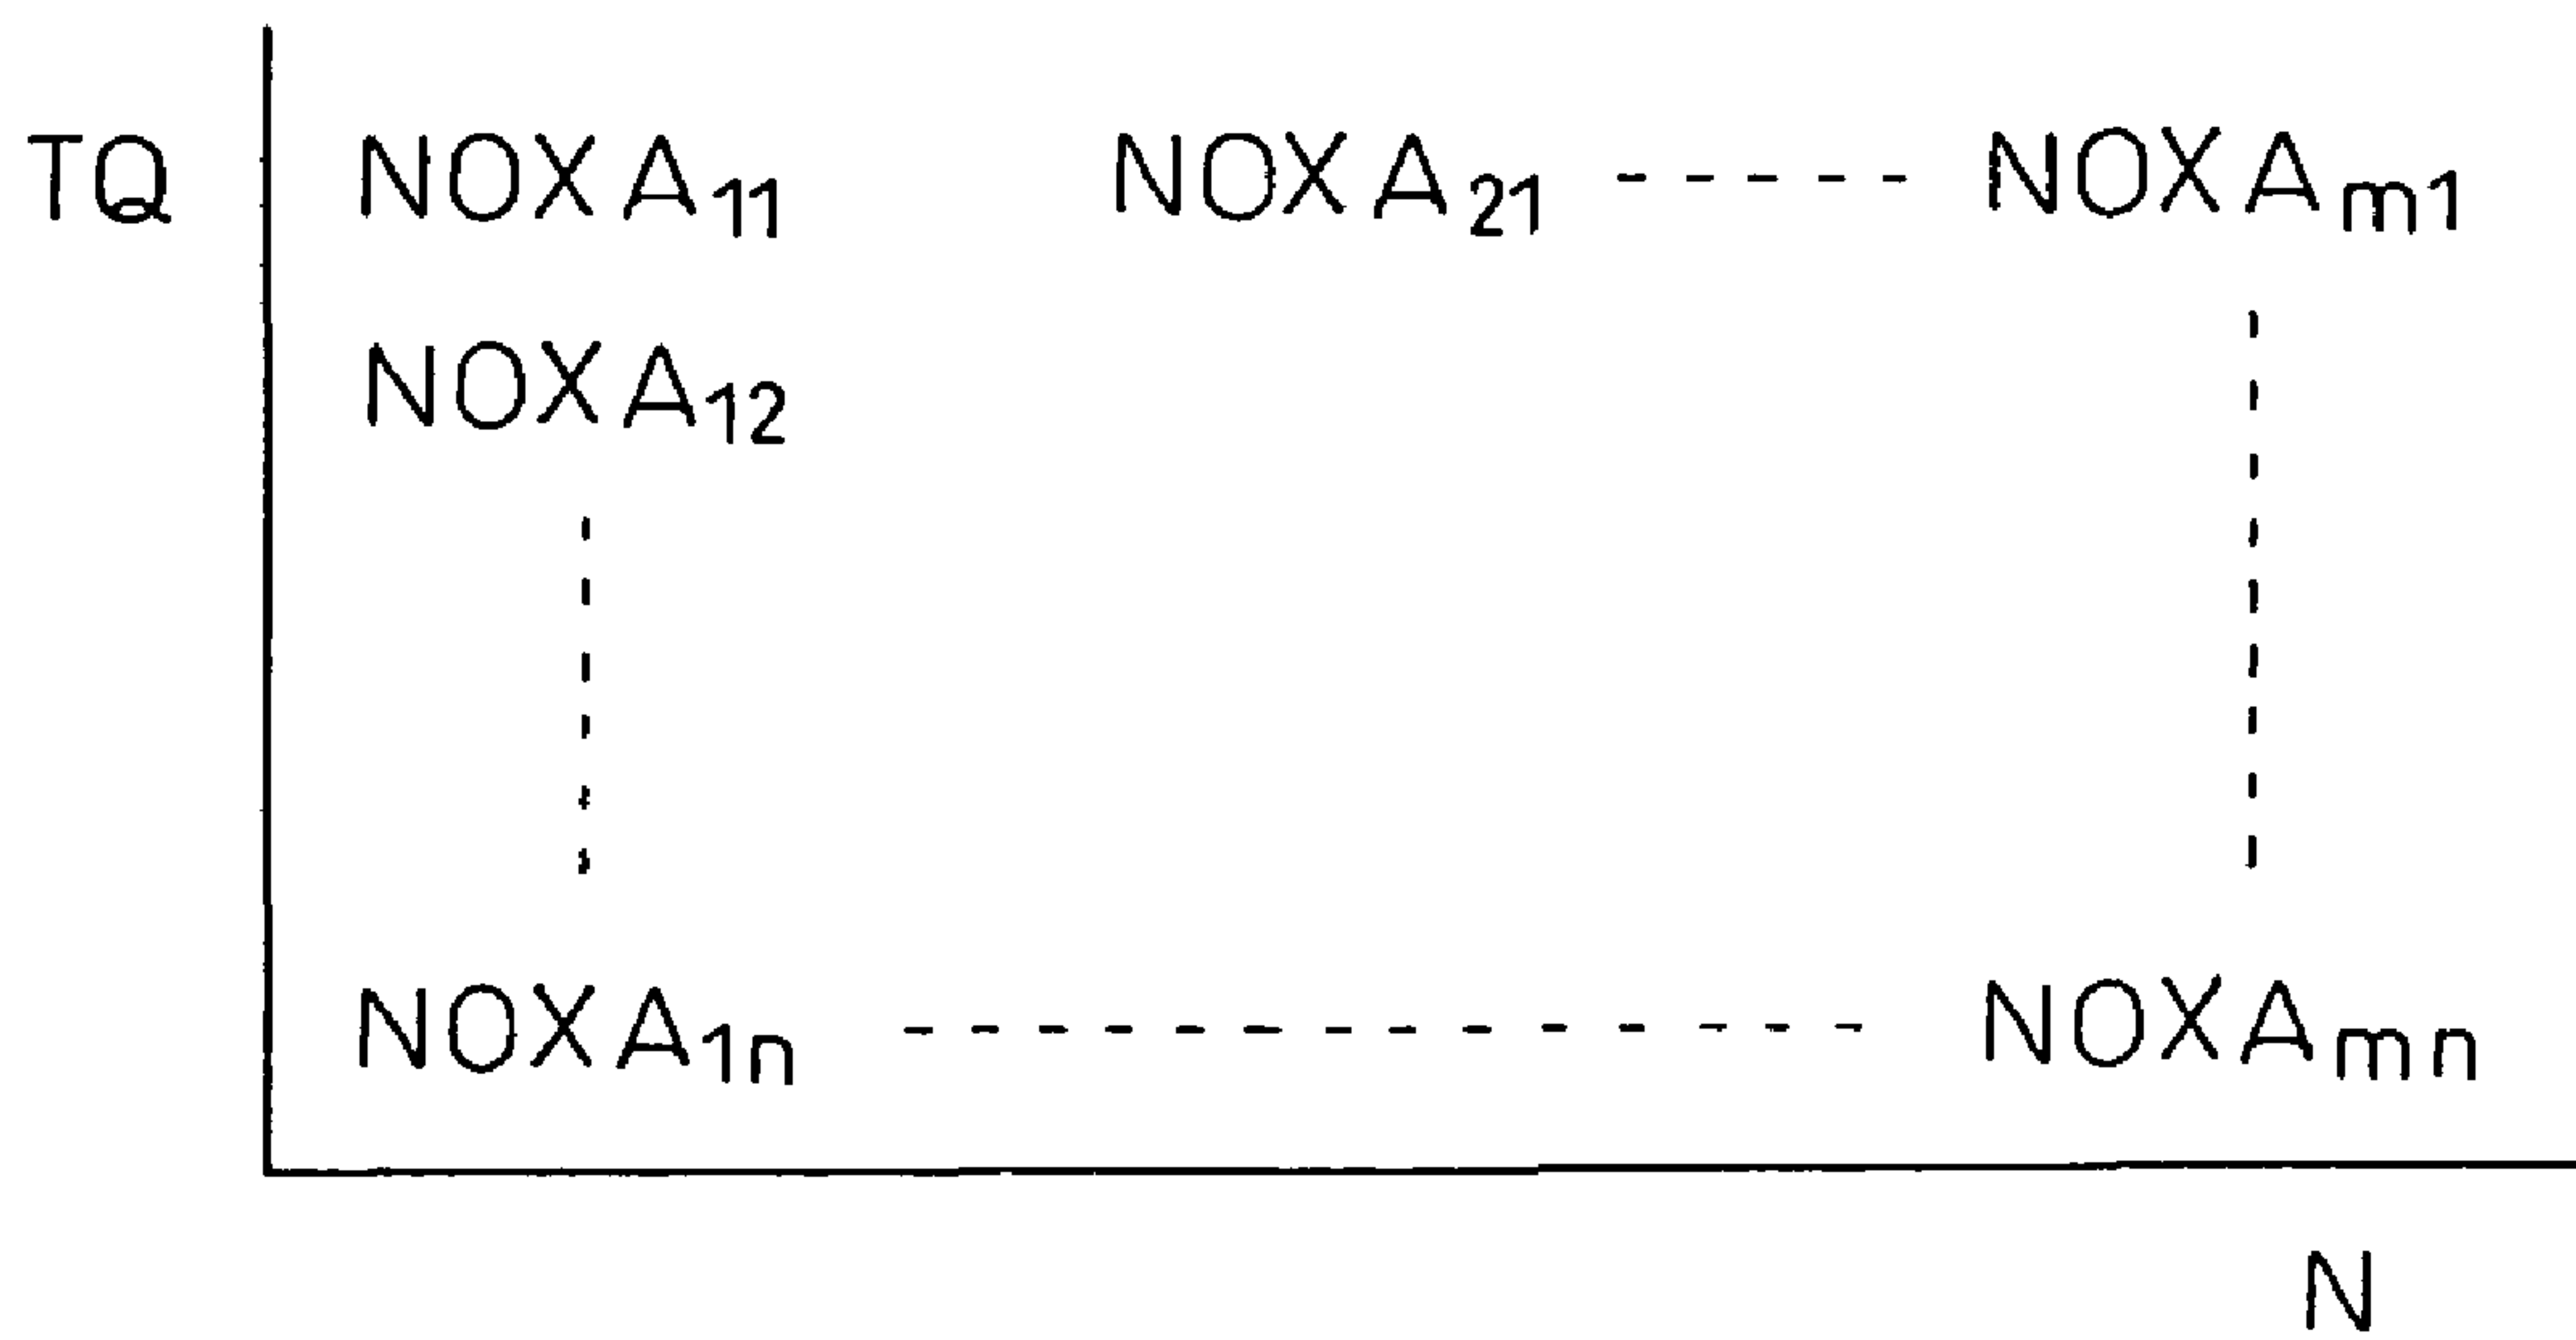 TQ NOXA₁₁ NOXA₂₁ ----- NOXAₘ₁
NOXA₁₂
NOXA₁ₙ -------------- NOXAₘₙ
N